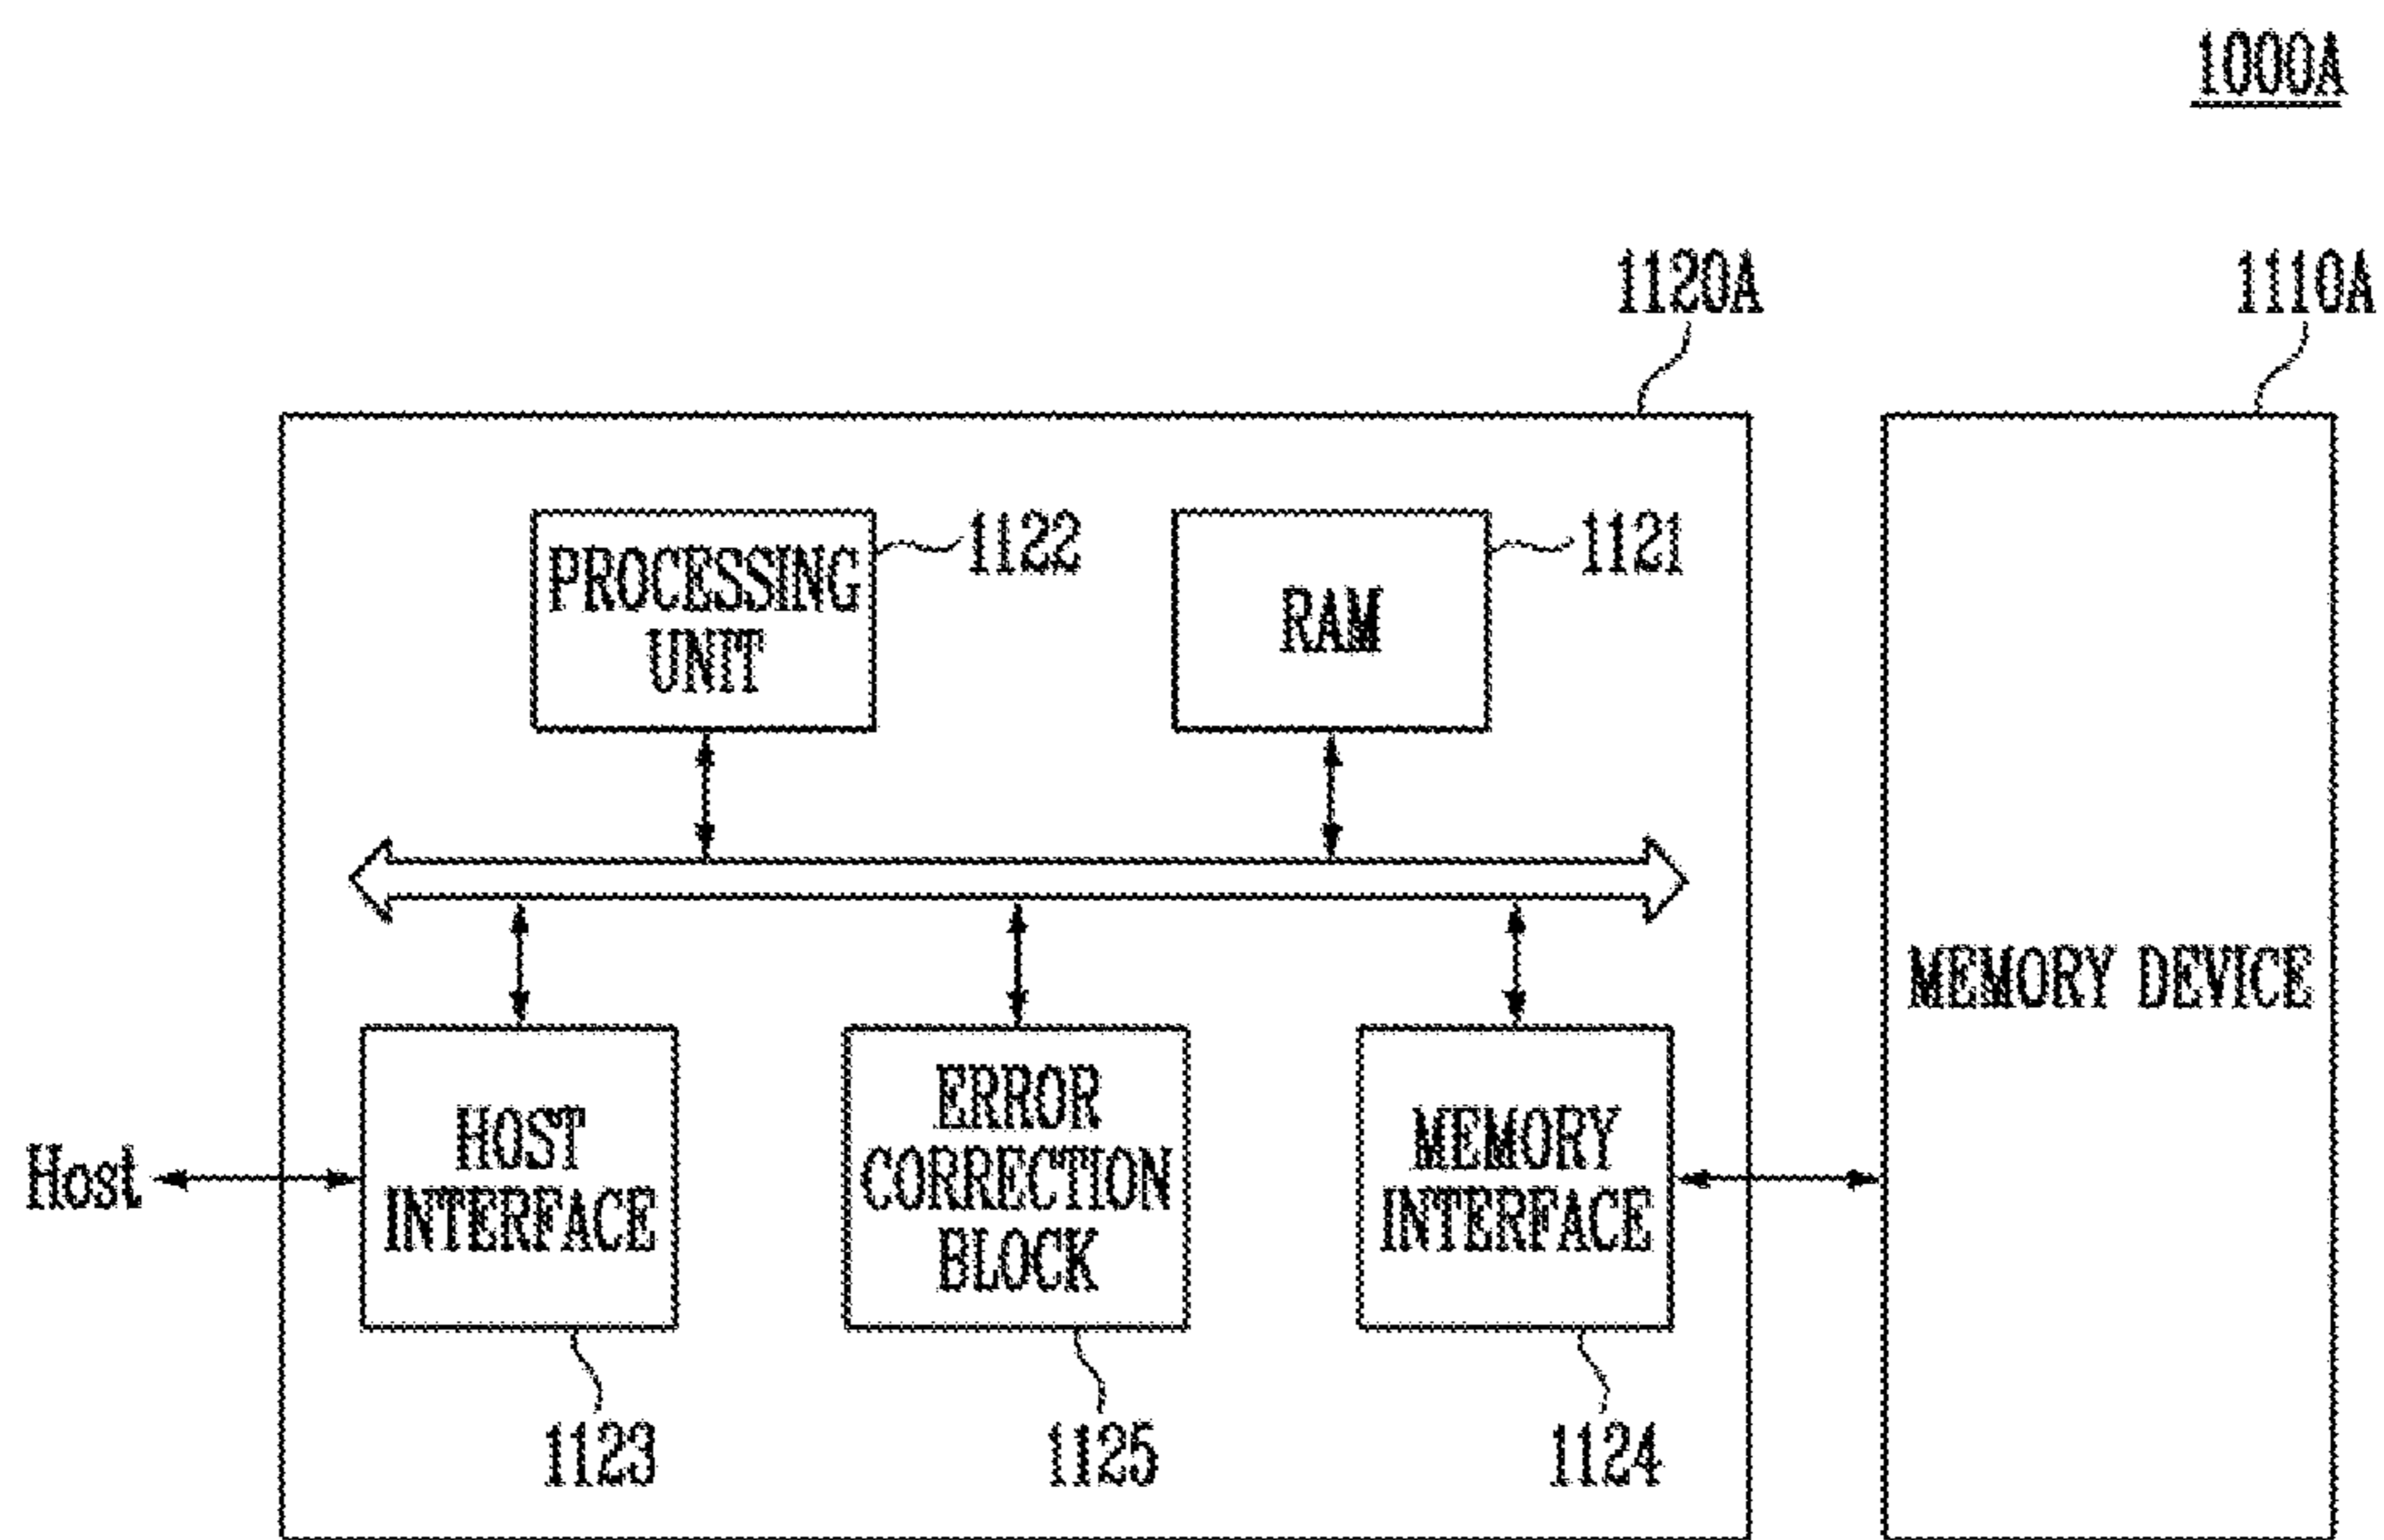 1000A
1120A
1110A
PROCESSING
UNIT
1122
RAM
1121
MEMORY DEVICE
Host
HOST
INTERFACE
ERROR
CORRECTION
BLOCK
MEMORY
INTERFACE
1123
1125
1124